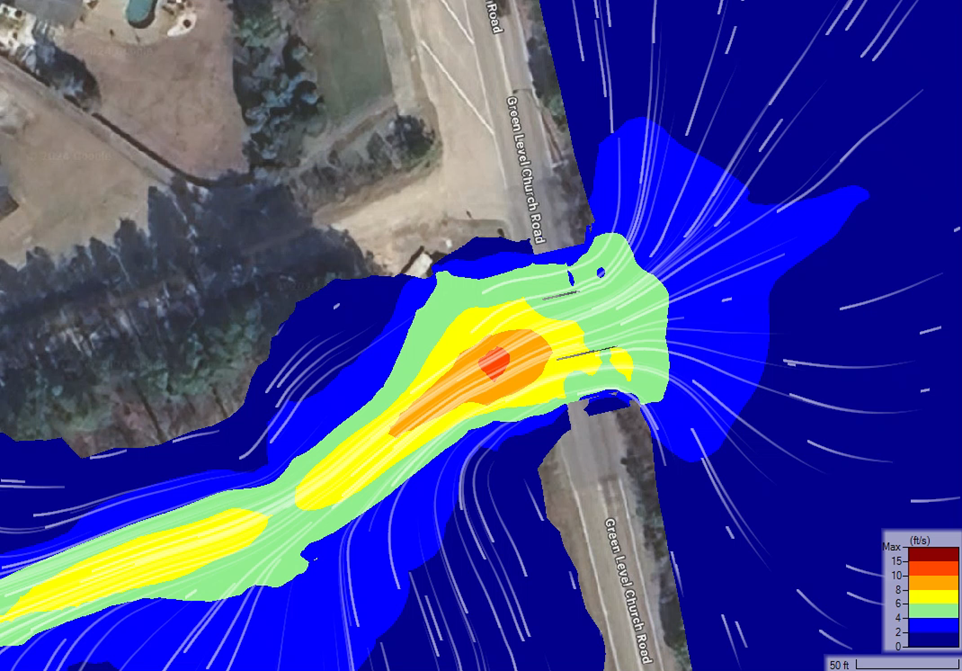 Road
Green Level Church Road
Green Level Church Road
(ft/s)
Max
15
10
8
6
4
2
0
50 ft